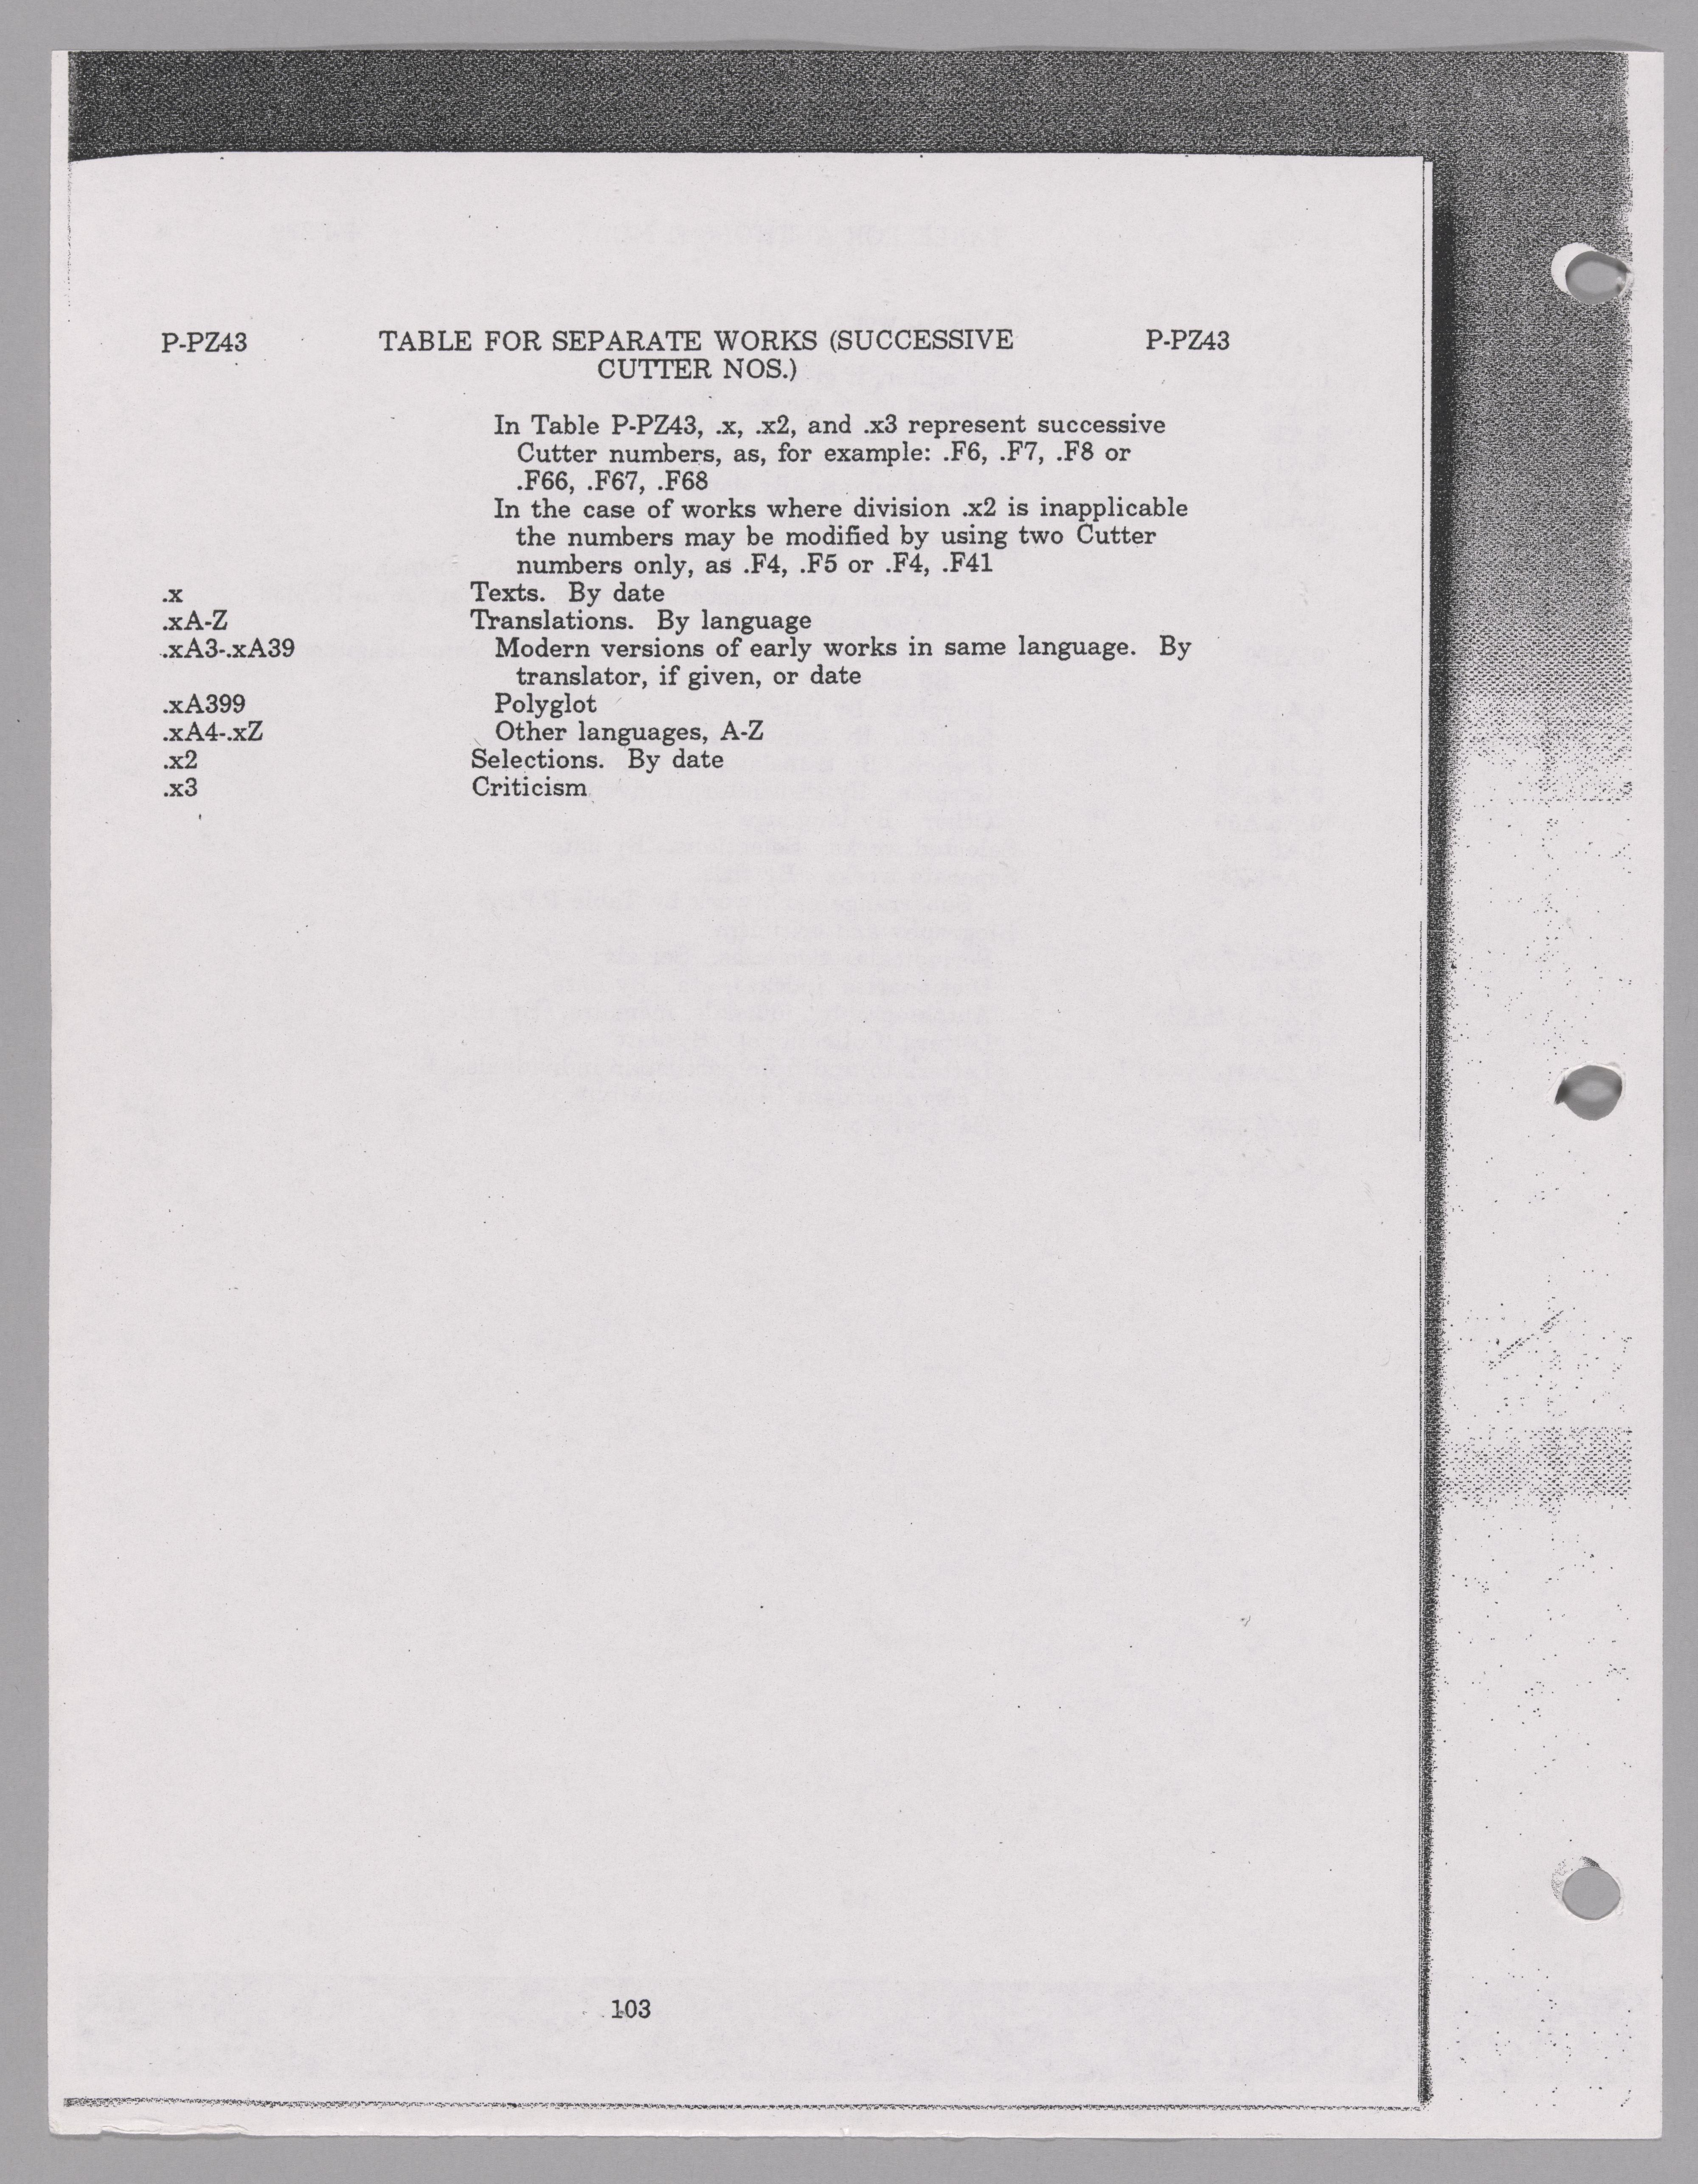 P-PZ43 TABLE FOR SEPARATE WORKS (SUCCESSIVE P-PZ43
CUTTER NOS.)
In Table P-PZ43, .x, .x2, and .x3 represent successive
Cutter numbers, as, for example: .F6, .F7, .F8 or
.F66, .F67, .F68
In the case of works where division .x2 is inapplicable
the numbers may be modified by using two Cutter
numbers only, as .F4, .F5 or .F4, .F41
.x Texts. By date
.xA-Z Translations. By language
.xA3-.xA39 Modern versions of early works in same language. By
translator, if given, or date
.xA399 Polyglot
.xA4-.xZ Other languages, A-Z
.x2 Selections. By date
.x3 Criticism
103